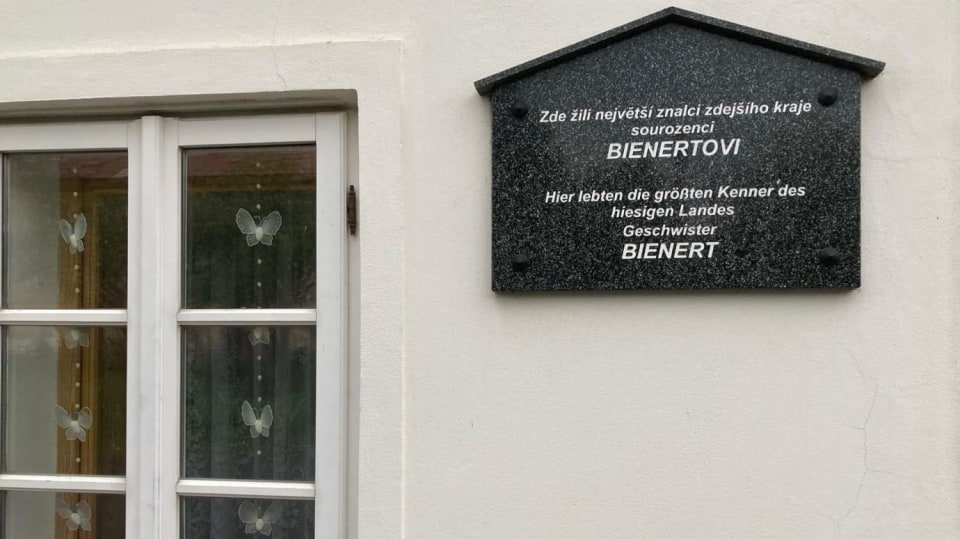 Zde žili největší znalci zdejšího kraje
sourozenci
BIENERTOVI
Hier lebten die größten Kenner des
hiesigen Landes
Geschwister
BIENERT